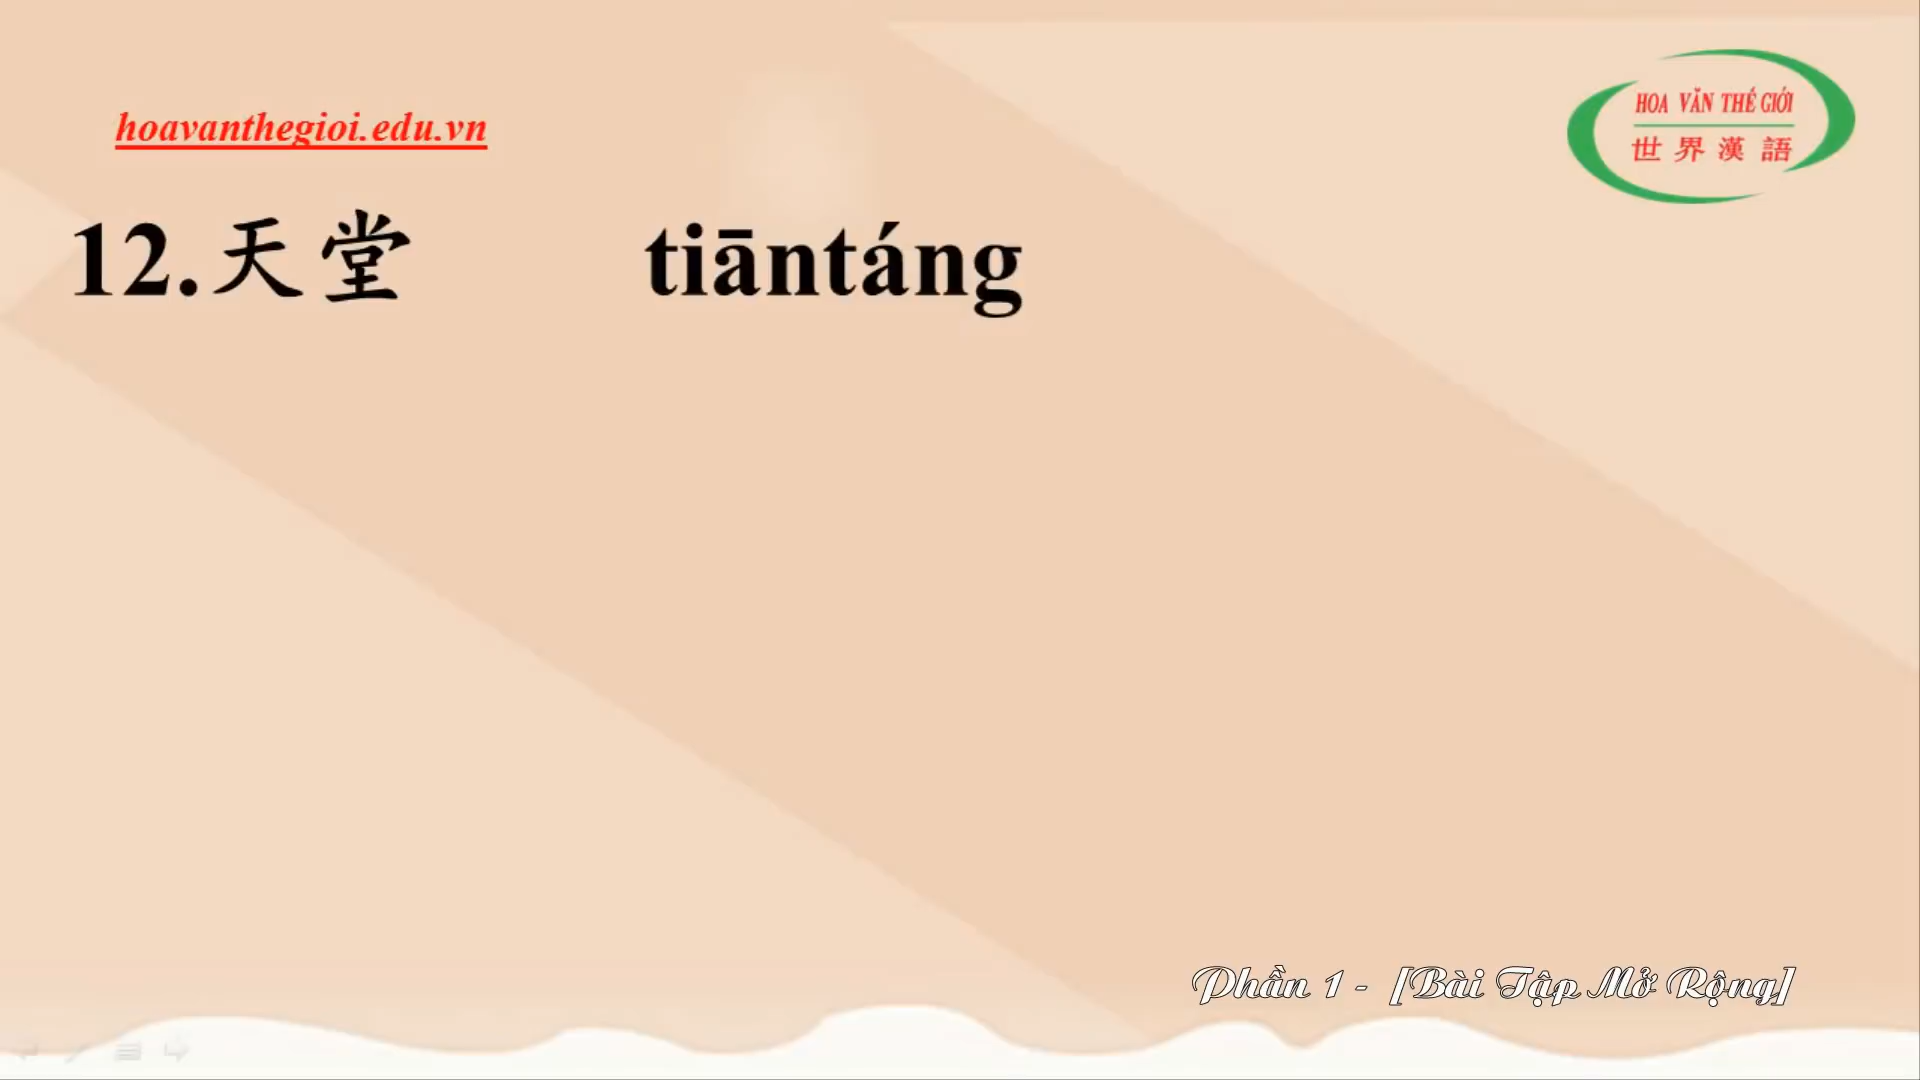 hoavanthegioi.edu.vn
HOA VĂN THẾ GIỚI
世界漢語
12.天堂 tiāntáng
Phần 1 - [Bài Tập Mở Rộng]